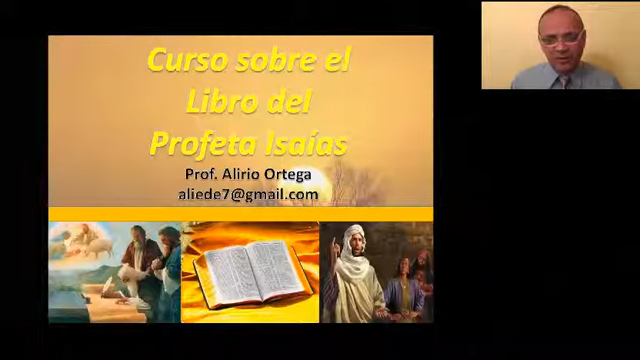 Curso sobre el
Libro del
Profeta Isaías
Prof. Alirio Ortega
aliede7@gmail.com